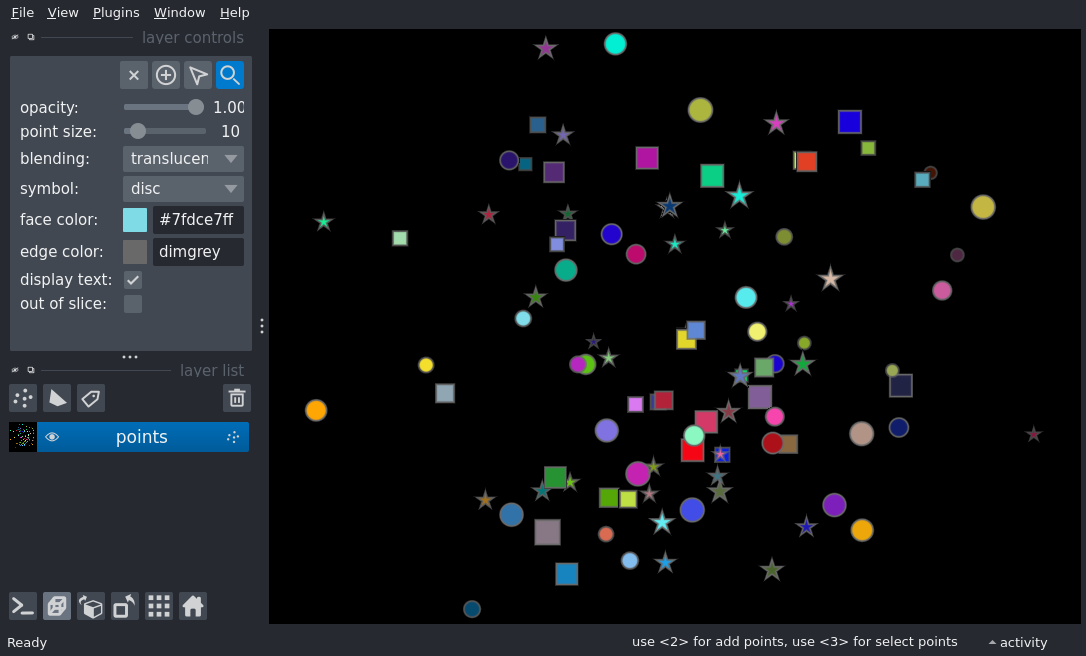 File View Plugins Window Help
layer controls
opacity: 1.00
point size: 10
blending: translucen
symbol: disc
face color: #7fdce7ff
edge color: dimgrey
display text:
out of slice:
layer list
points
Ready use <2> for add points, use <3> for select points activity